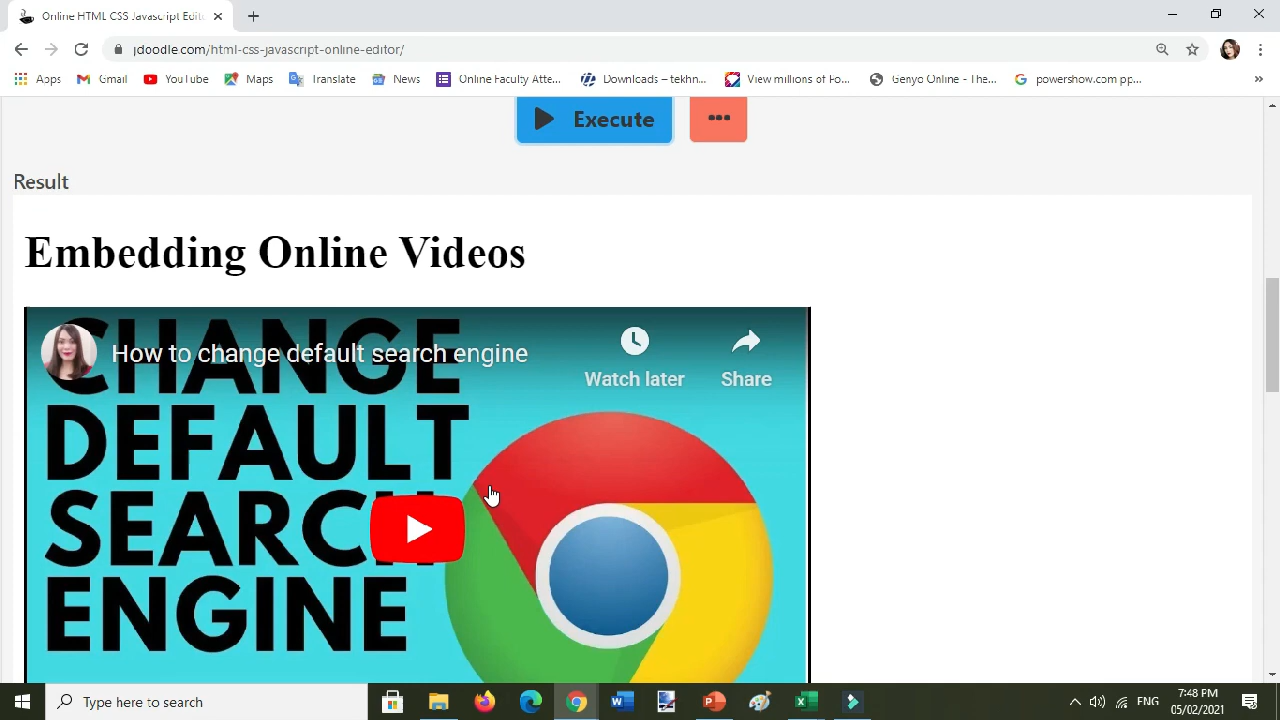 Online HTML CSS Javascript Edit
jdoodle.com/html-css-javascript-online-editor/
Apps
Gmail
YouTube
Maps
Translate
News
Online Faculty Atte...
Downloads – tekhn...
View millions of Fo...
Genyo Online - The...
powershow.com pp...
Execute
Result
Embedding Online Videos
How to change default search engine
Watch later
Share
CHANGE
DEFAULT
SEARCH
ENGINE
Type here to search
ENG
7:48 PM
05/02/2021